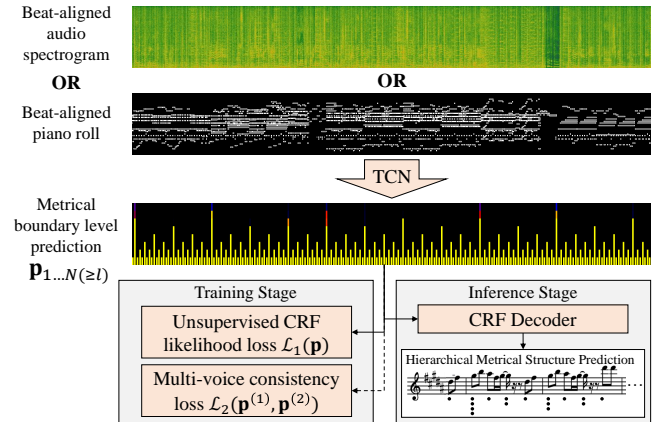 Beat-aligned
audio
spectrogram
OR
OR
Beat-aligned
piano roll
TCN
Metrical
boundary level
prediction
𝐩1…𝑁(≥𝑙)
Training Stage
Unsupervised CRF
likelihood loss ℒ1(𝐩)
Multi-voice consistency
loss ℒ2(𝐩(1), 𝐩(2))
Inference Stage
CRF Decoder
Hierarchical Metrical Structure Prediction
...